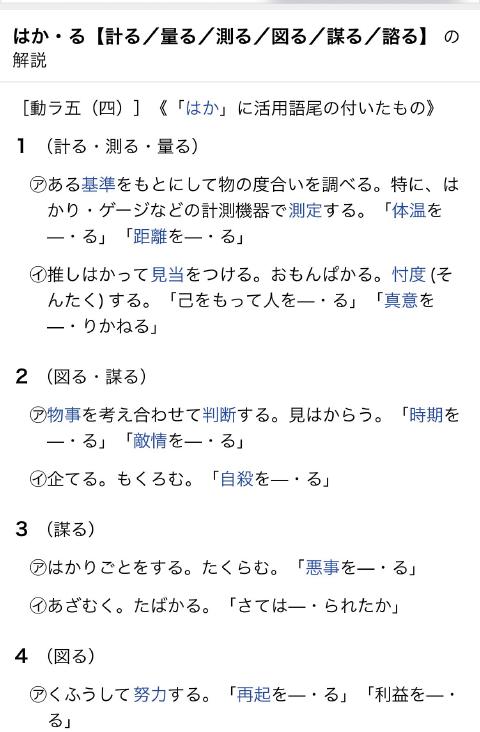 はか・る【計る／量る／測る／図る／謀る／諮る】 の
解説
［動ラ五（四）］《「はか」に活用語尾の付いたもの》
1 （計る・測る・量る）
㋐ある基準をもとにして物の度合いを調べる。特に、は
かり・ゲージなどの計測機器で測定する。「体温を
―・る」「距離を―・る」
㋑推しはかって見当をつける。おもんぱかる。忖度 (そ
んたく) する。「己をもって人を―・る」「真意を
―・りかねる」
2 （図る・謀る）
㋐物事を考え合わせて判断する。見はからう。「時期を
―・る」「敵情を―・る」
㋑企てる。もくろむ。「自殺を―・る」
3 （謀る）
㋐はかりごとをする。たくらむ。「悪事を―・る」
㋑あざむく。たばかる。「さては―・られたか」
4 （図る）
㋐くふうして努力する。「再起を―・る」「利益を―・
る」